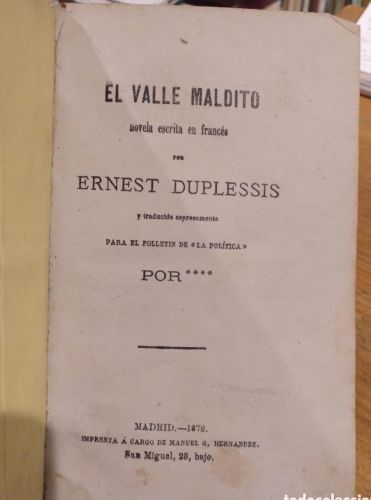 EL VALLE MALDITO
novela escrita en francés
POR
ERNEST DUPLESSIS
y traducida expresamente
PARA EL FOLLETIN DE «LA POLÍTICA»
POR ****
MADRID.—1872.
IMPRENTA Á CARGO DE MANUEL G. HERNANDEZ.
San Miguel, 23, bajo.
todocoleccion